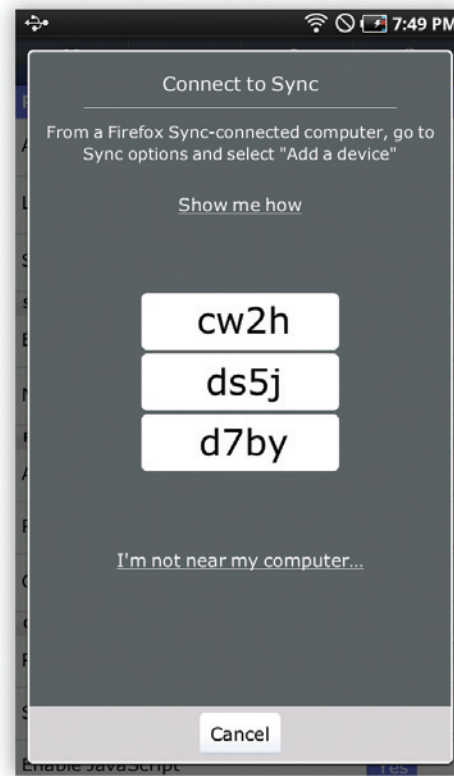 7:49 PM
Connect to Sync
From a Firefox Sync-connected computer, go to
Sync options and select "Add a device"
Show me how
cw2h
ds5j
d7by
I'm not near my computer...
Cancel
Enable JavaScript
Yes